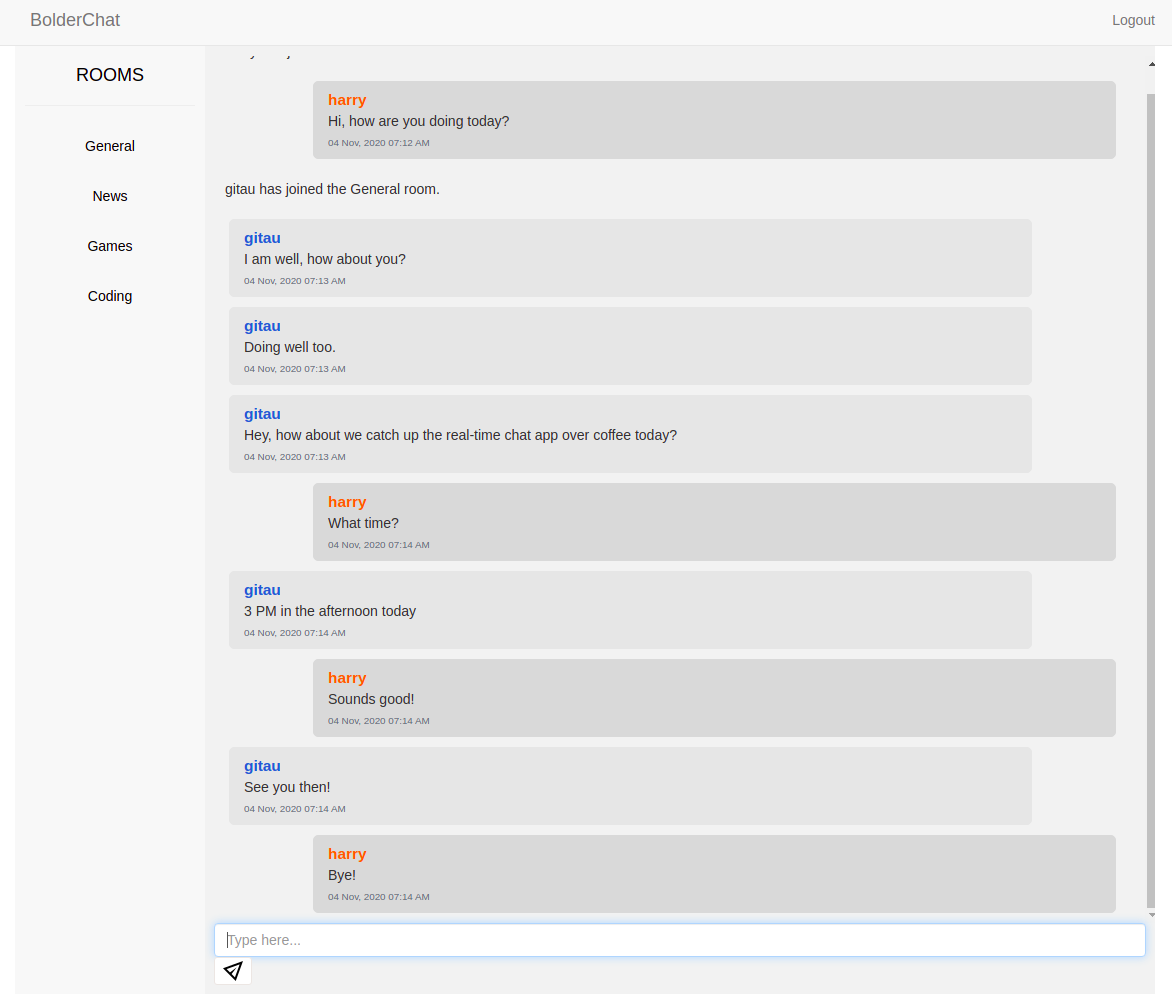 BolderChat
Logout
ROOMS
General
News
Games
Coding
harry
Hi, how are you doing today?
04 Nov, 2020 07:12 AM
gitau has joined the General room.
gitau
I am well, how about you?
04 Nov, 2020 07:13 AM
gitau
Doing well too.
04 Nov, 2020 07:13 AM
gitau
Hey, how about we catch up the real-time chat app over coffee today?
04 Nov, 2020 07:13 AM
harry
What time?
04 Nov, 2020 07:14 AM
gitau
3 PM in the afternoon today
04 Nov, 2020 07:14 AM
harry
Sounds good!
04 Nov, 2020 07:14 AM
gitau
See you then!
04 Nov, 2020 07:14 AM
harry
Bye!
04 Nov, 2020 07:14 AM
Type here...